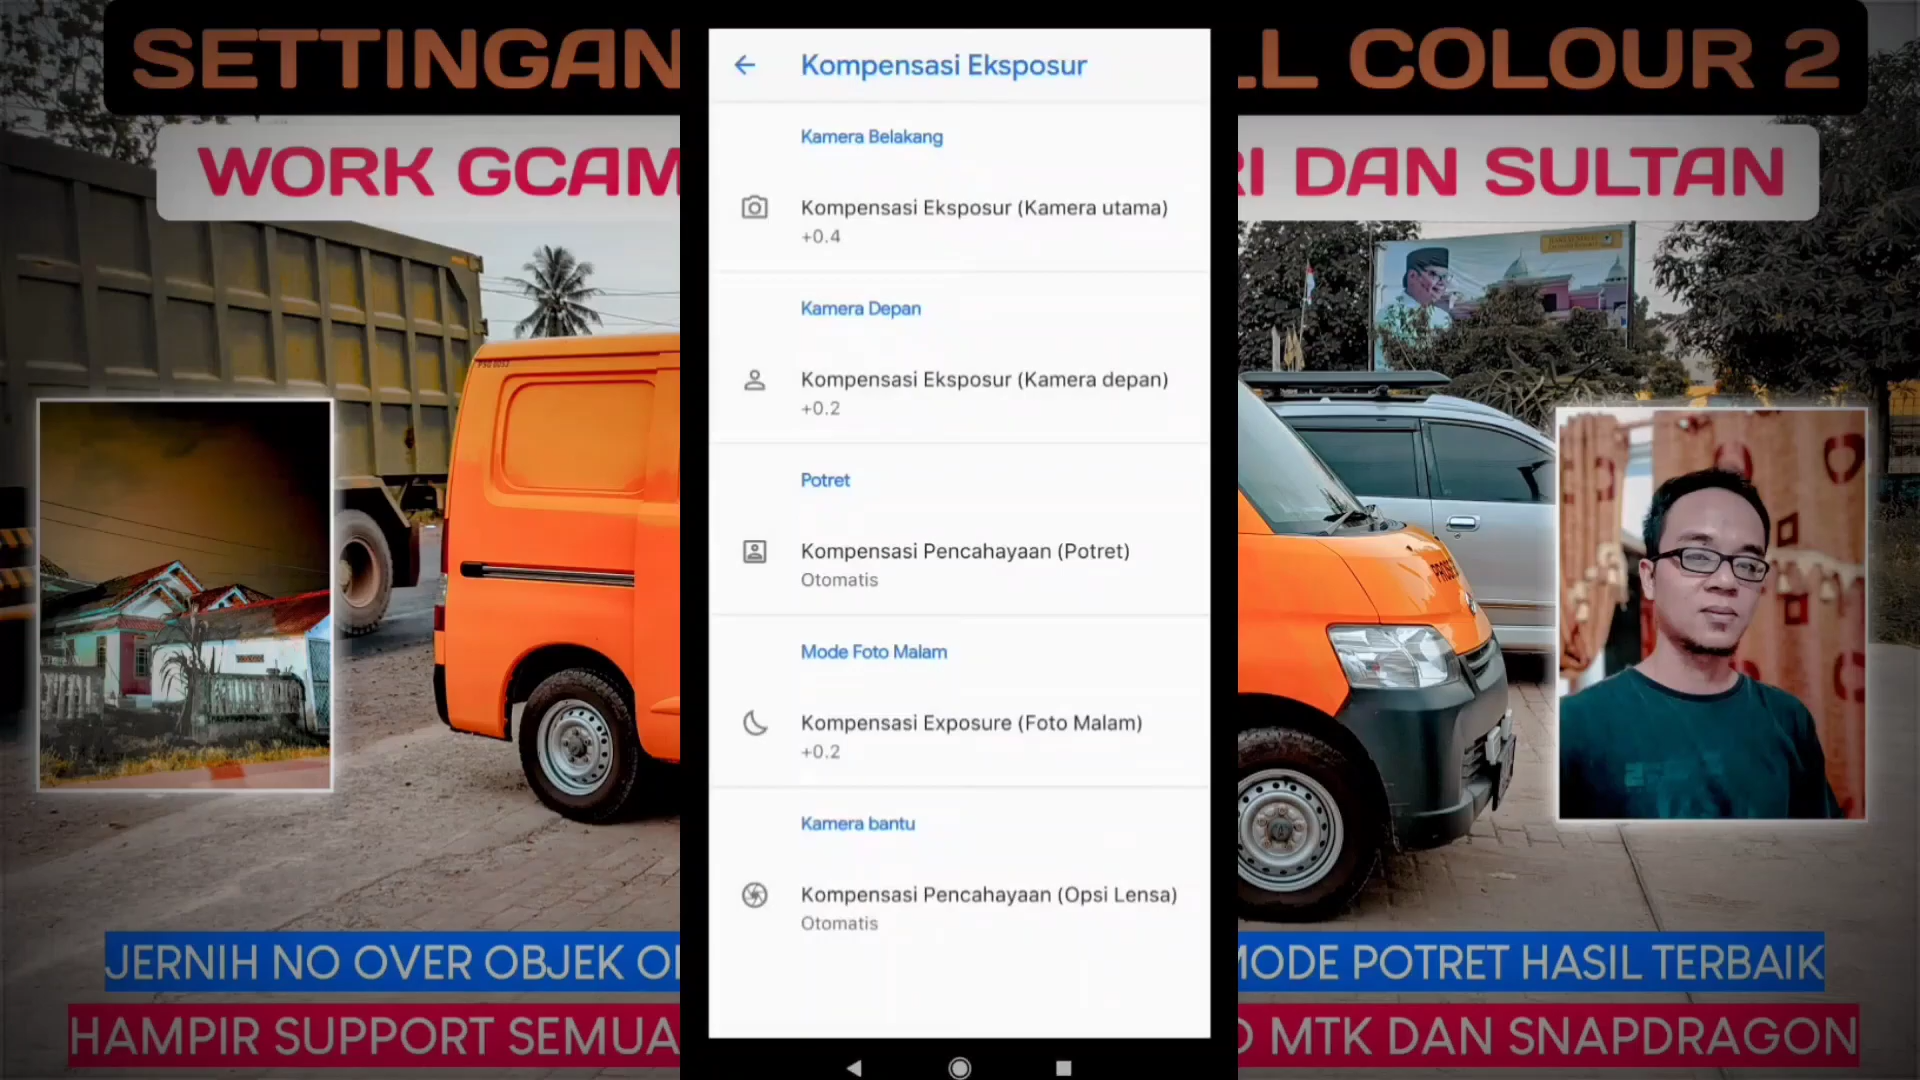 SETTINGAN
LL COLOUR 2
WORK GCAM
RI DAN SULTAN
Kompensasi Eksposur
Kamera Belakang
Kompensasi Eksposur (Kamera utama)
+0.4
Kamera Depan
Kompensasi Eksposur (Kamera depan)
+0.2
Potret
Kompensasi Pencahayaan (Potret)
Otomatis
Mode Foto Malam
Kompensasi Exposure (Foto Malam)
+0.2
Kamera bantu
Kompensasi Pencahayaan (Opsi Lensa)
Otomatis
JERNIH NO OVER OBJEK
MODE POTRET HASIL TERBAIK
HAMPIR SUPPORT SEMUA
MTK DAN SNAPDRAGON